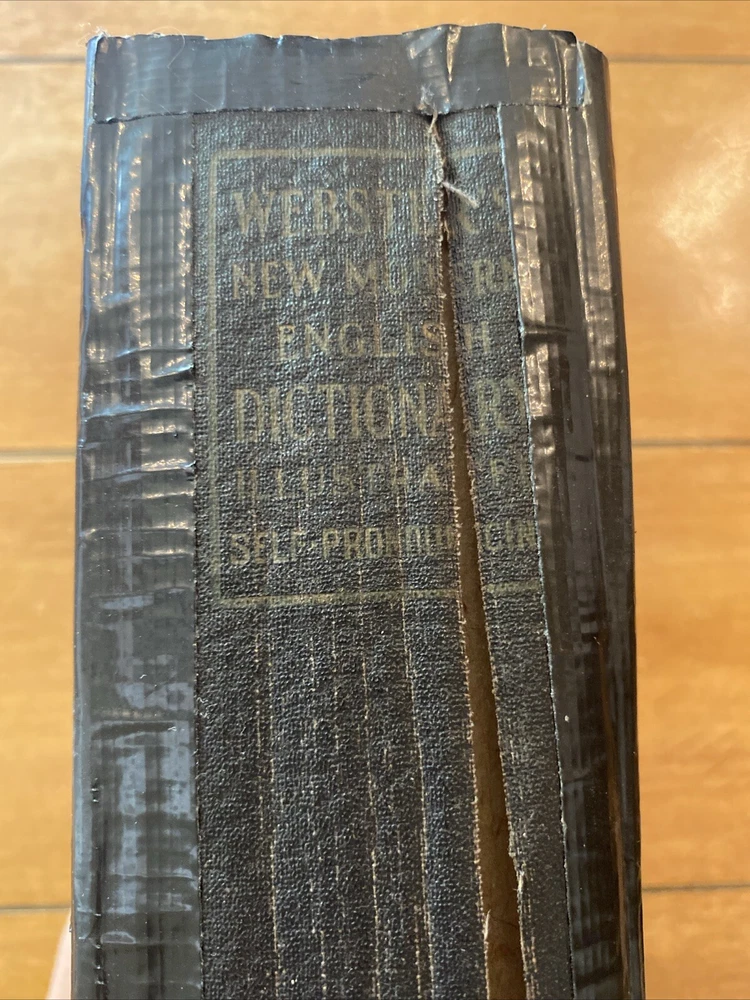 WEBSTER'S
NEW MODERN
ENGLISH
DICTIONARY
ILLUSTRATED
SELF-PRONOUNCING